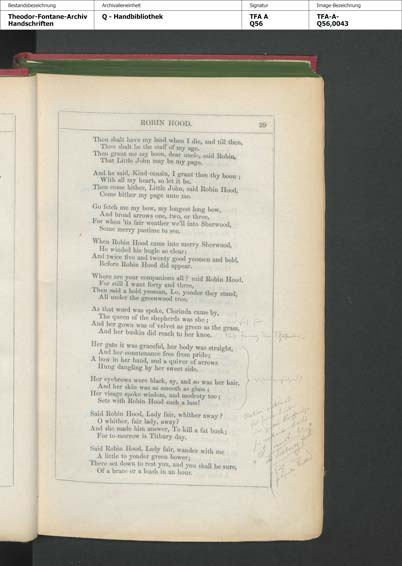 Bestandsbezeichnung
Archivalieneinheit
Signatur
Image-Bezeichnung
Theodor-Fontane-Archiv
Handschriften
Q - Handbibliothek
TFA A
Q56
TFA-A-
Q56,0043
ROBIN HOOD.
29
Thou shalt have my land when I die, and till then,
Thou shalt be the staff of my age.
Then grant me my boon, dear uncle, said Robin,
That Little John may be my page.
And he said, Kind cousin, I grant thee thy boon;
With all my heart, so let it be.
Then come hither, Little John, said Robin Hood,
Come hither my page unto me.
Go fetch me my bow, my longest long bow,
And broad arrows one, two, or three,
For when 'tis fair weather we'll into Sherwood,
Some merry pastime to see.
When Robin Hood came into merry Sherwood,
He winded his bugle so clear;
And twice five and twenty good yeomen and bold,
Before Robin Hood did appear.
Where are your companions all? said Robin Hood,
For still I want forty and three,
Then said a bold yeoman, Lo, yonder they stand,
All under the greenwood tree.
As that word was spoke, Clorinda came by,
The queen of the shepherds was she;
And her gown was of velvet as green as the grass,
And her buskin did reach to her knee.
Her gait it was graceful, her body was straight,
And her countenance free from pride;
A bow in her hand, and a quiver of arrows
Hung dangling by her sweet side.
Her eyebrows were black, ay, and so was her hair,
And her skin was as smooth as glass;
Her visage spoke wisdom, and modesty too;
Sets with Robin Hood such a lass!
Said Robin Hood, Lady fair, whither away?
O whither, fair lady, away?
And she made him answer, To kill a fat buck;
For to-morrow is Titbury day.
Said Robin Hood, Lady fair, wander with me
A little to yonder green bower;
There set down to rest you, and you shall be sure,
Of a brace or a leash in an hour.